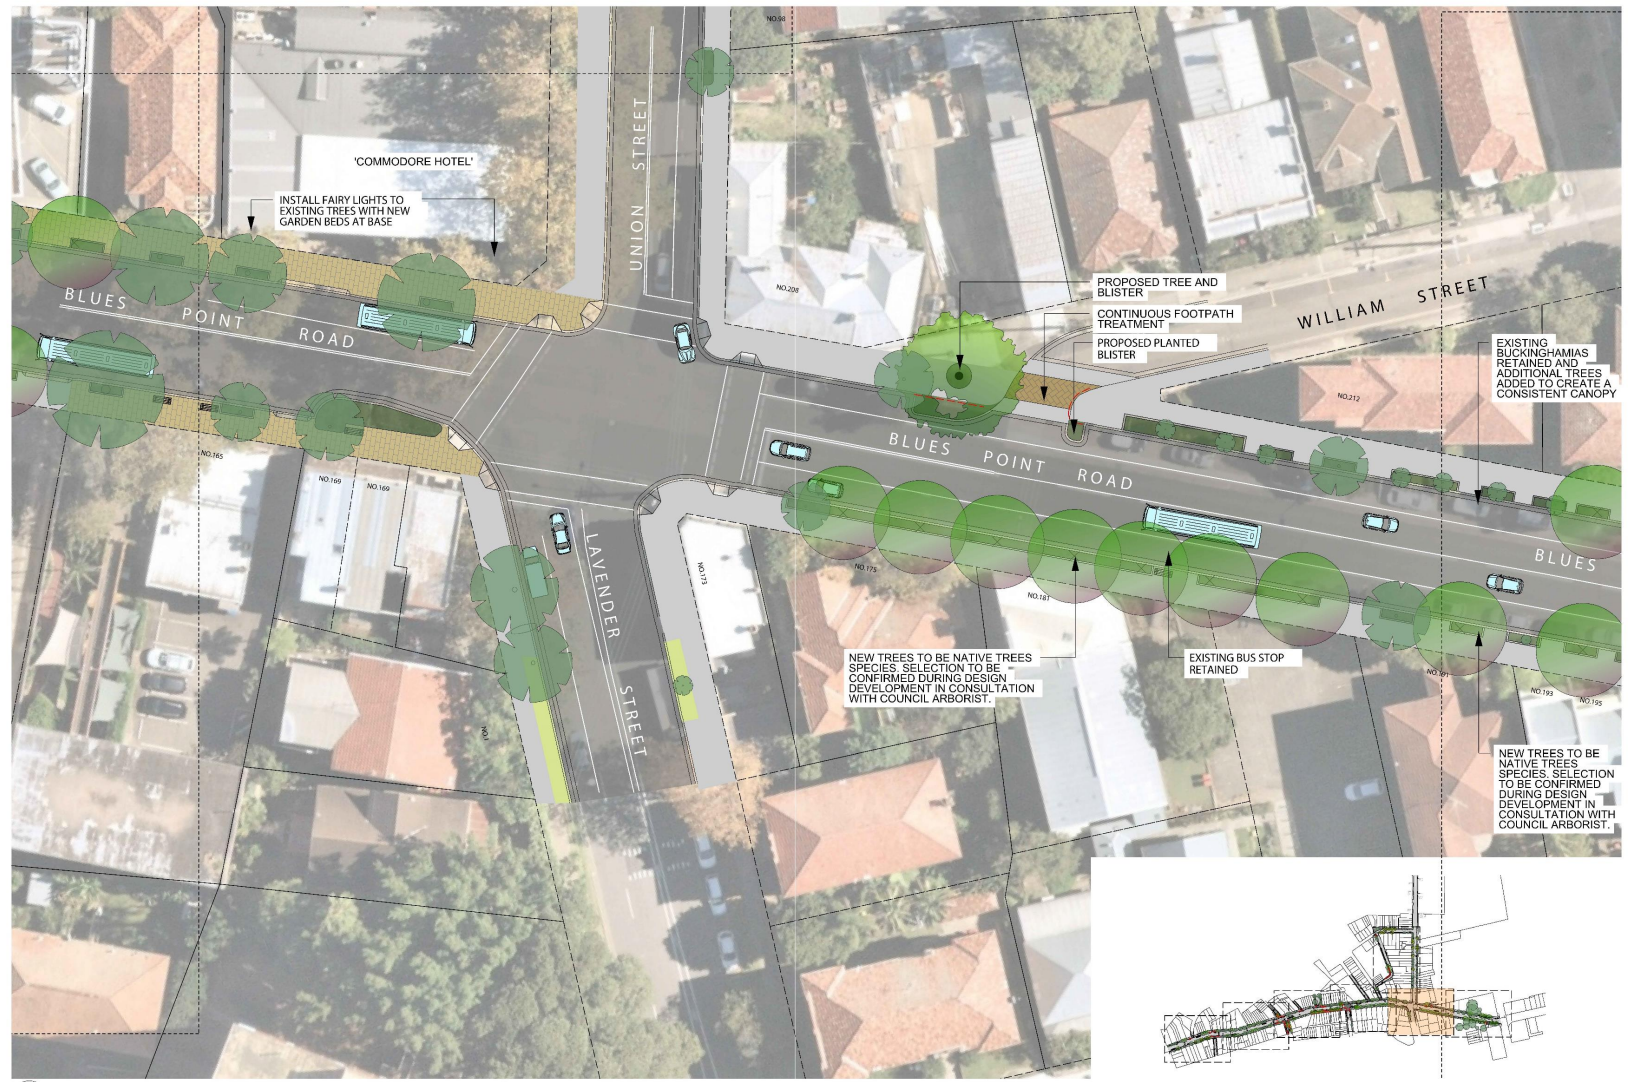 NO.98
'COMMODORE HOTEL'
INSTALL FAIRY LIGHTS TO
EXISTING TREES WITH NEW
GARDEN BEDS AT BASE
UNION STREET
BLUES POINT ROAD
NO.208
PROPOSED TREE AND
BLISTER
CONTINUOUS FOOTPATH
TREATMENT
PROPOSED PLANTED
BLISTER
WILLIAM STREET
EXISTING
BUCKINGHAMIAS
RETAINED AND
ADDITIONAL TREES
ADDED TO CREATE A
CONSISTENT CANOPY
NO.212
BLUES POINT ROAD
BLUES
NO.165
NO.169
NO.169
LAVENDER STREET
NO.173
NO.175
NO.181
NO.1
NEW TREES TO BE NATIVE TREES
SPECIES. SELECTION TO BE
CONFIRMED DURING DESIGN
DEVELOPMENT IN CONSULTATION
WITH COUNCIL ARBORIST.
EXISTING BUS STOP
RETAINED
NO.191
NO.193
NO.195
NEW TREES TO BE
NATIVE TREES
SPECIES. SELECTION
TO BE CONFIRMED
DURING DESIGN
DEVELOPMENT IN
CONSULTATION WITH
COUNCIL ARBORIST.